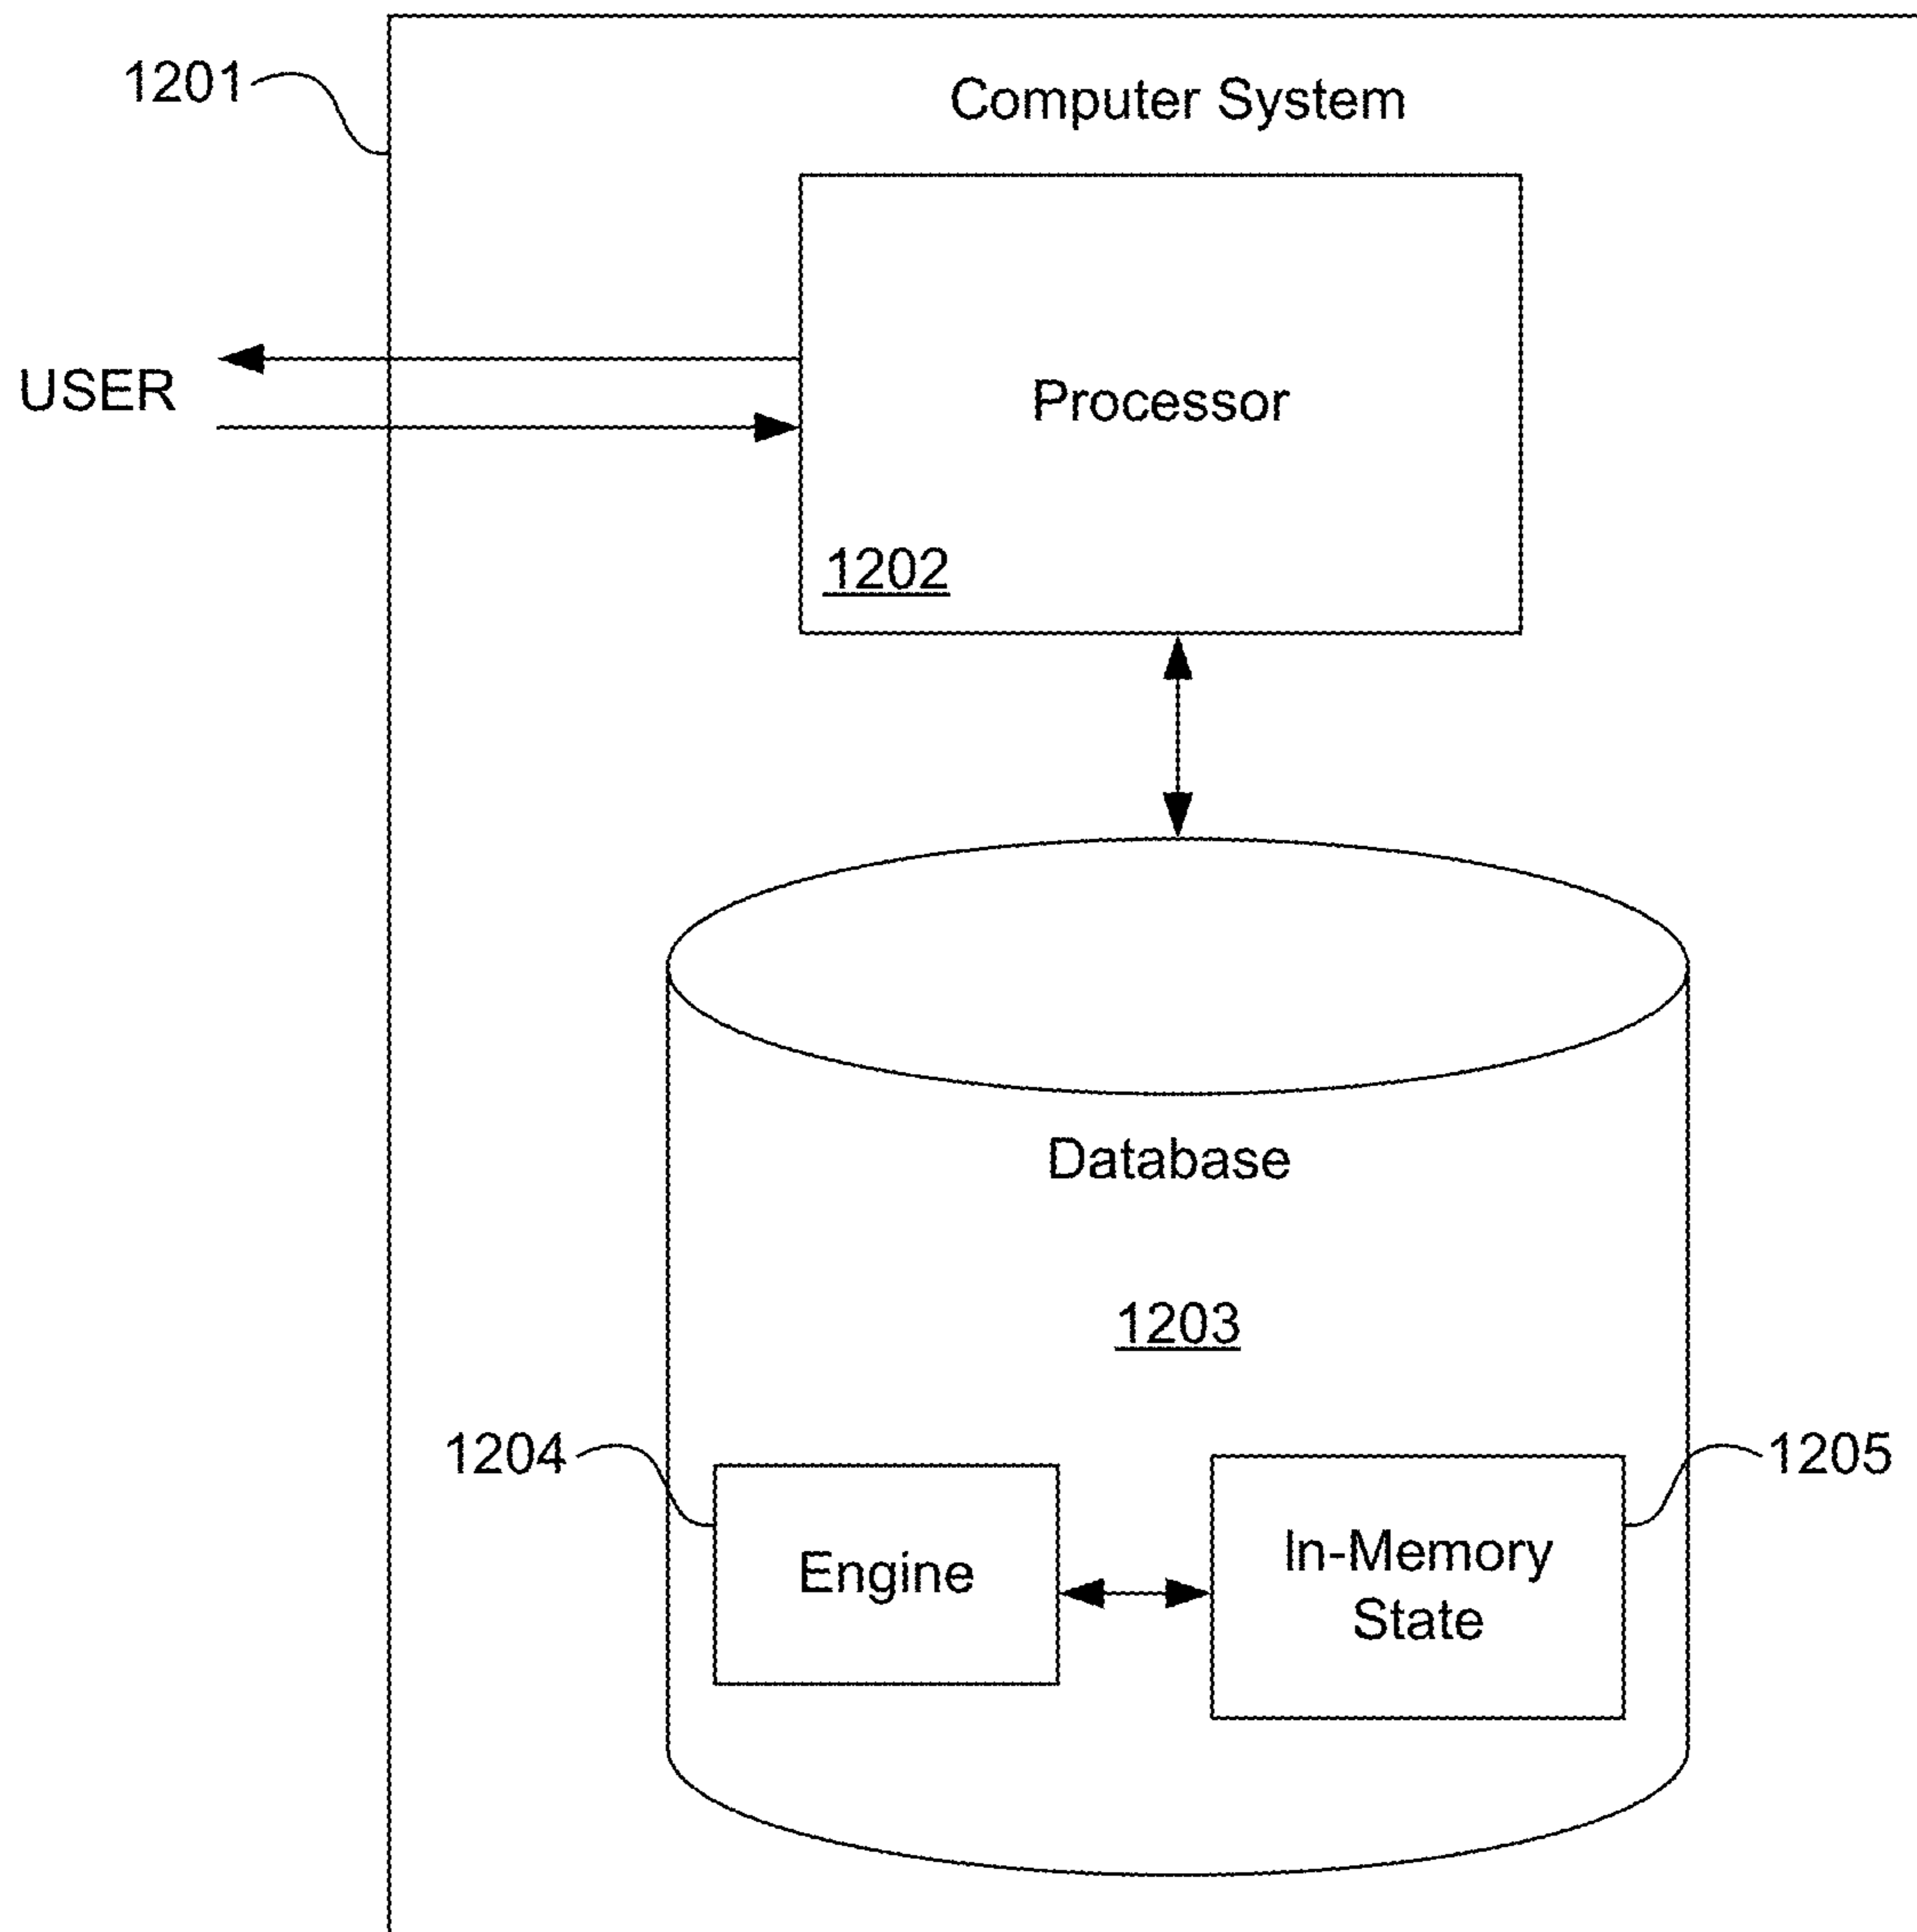 1201
Computer System
USER
Processor
1202
Database
1203
1204
1205
Engine
In-Memory
State